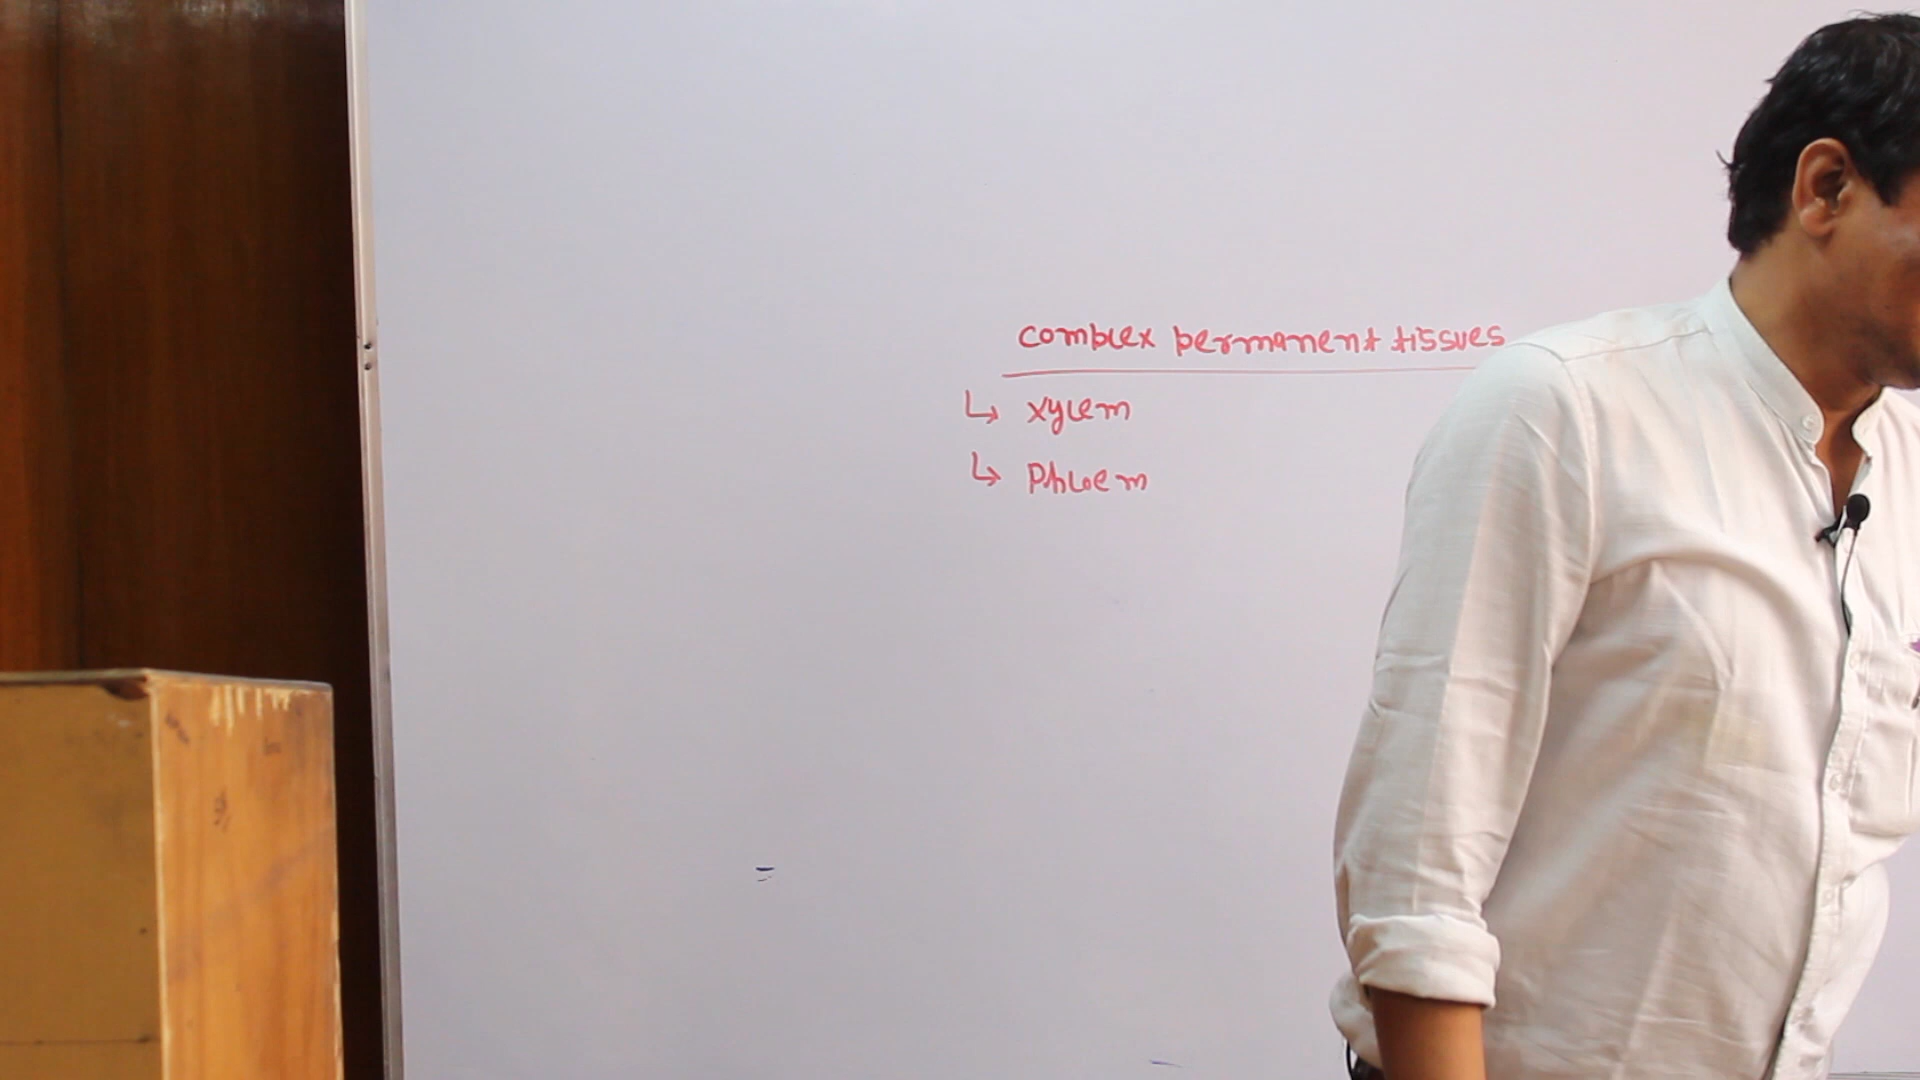 complex permanent tissues
↳ xylem
↳ Phloem